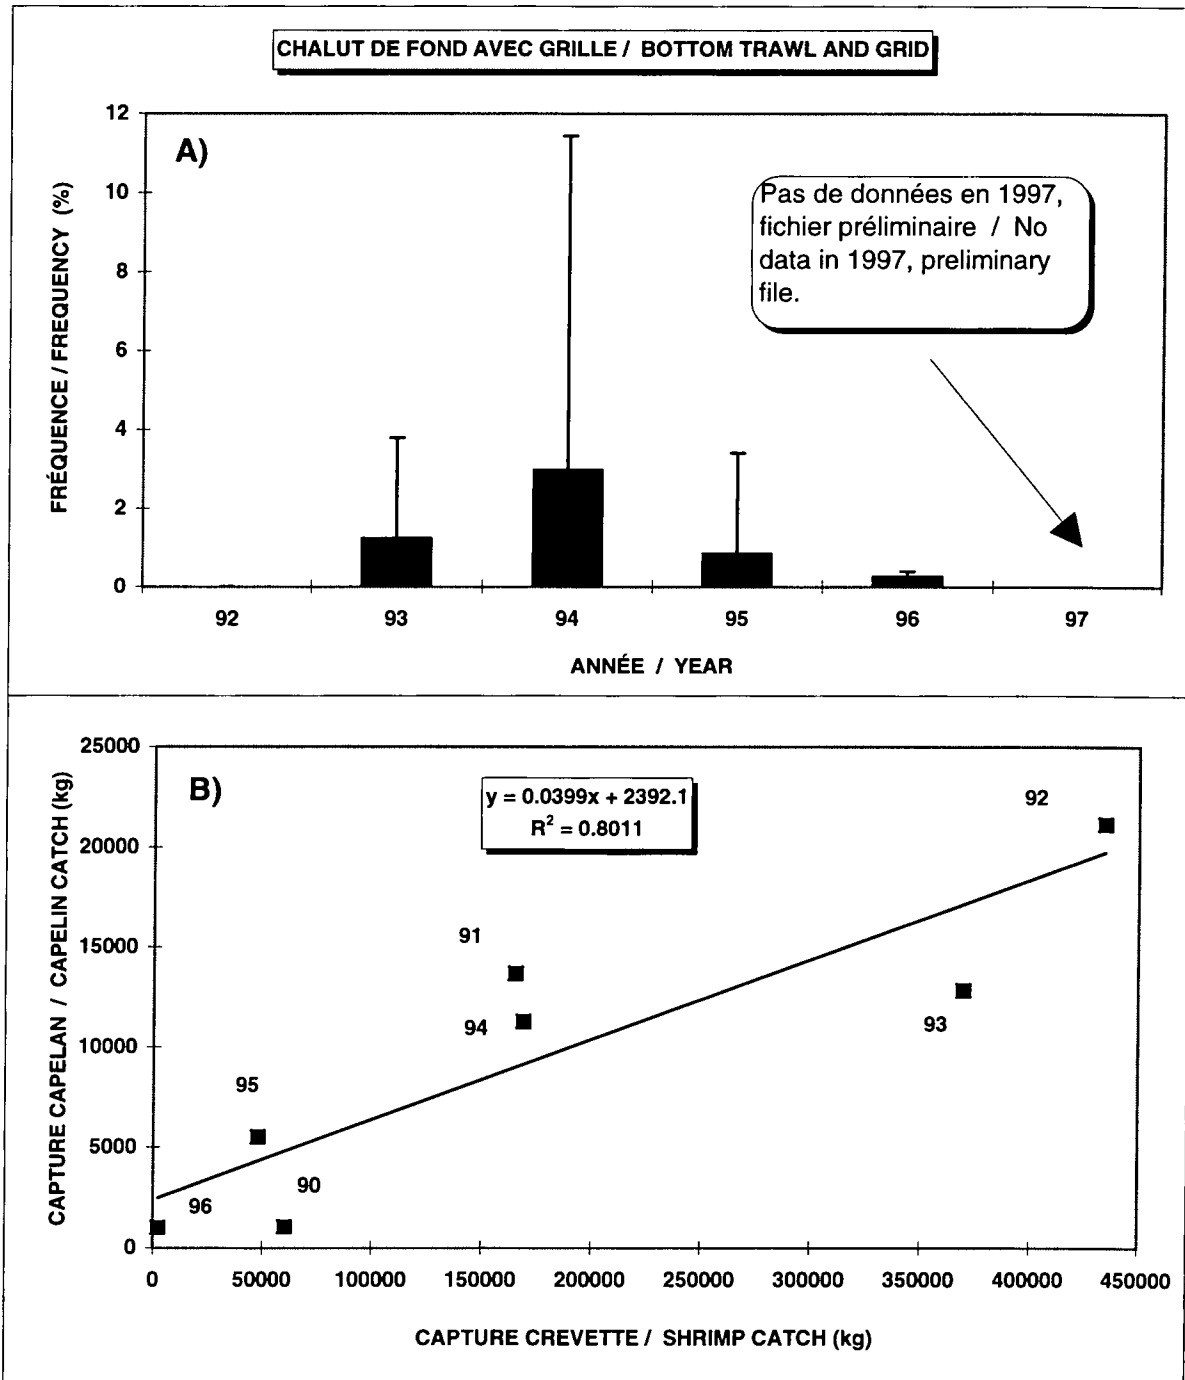 CHALUT DE FOND AVEC GRILLE / BOTTOM TRAWL AND GRID
A)
FRÉQUENCE / FREQUENCY (%)
12
10
8
6
4
2
0
Pas de données en 1997,
fichier préliminaire / No
data in 1997, preliminary
file.
92 93 94 95 96 97
ANNÉE / YEAR
B)
CAPTURE CAPELAN / CAPELIN CATCH (kg)
25000
20000
15000
10000
5000
0
y = 0.0399x + 2392.1
R² = 0.8011
92
91
94
93
95
90
96
0 50000 100000 150000 200000 250000 300000 350000 400000 450000
CAPTURE CREVETTE / SHRIMP CATCH (kg)